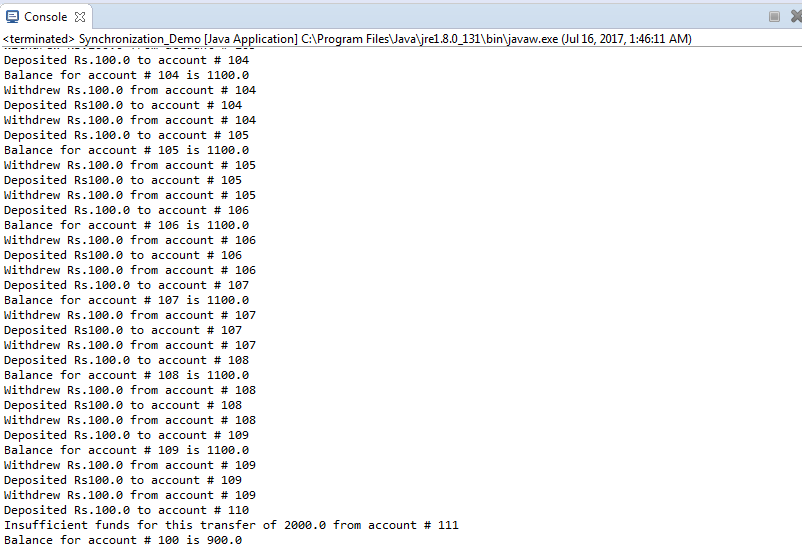 Console
<terminated> Synchronization_Demo [Java Application] C:\Program Files\Java\jre1.8.0_131\bin\javaw.exe (Jul 16, 2017, 1:46:11 AM)
Deposited Rs.100.0 to account # 104
Balance for account # 104 is 1100.0
Withdrew Rs.100.0 from account # 104
Deposited Rs100.0 to account # 104
Withdrew Rs.100.0 from account # 104
Deposited Rs.100.0 to account # 105
Balance for account # 105 is 1100.0
Withdrew Rs.100.0 from account # 105
Deposited Rs100.0 to account # 105
Withdrew Rs.100.0 from account # 105
Deposited Rs.100.0 to account # 106
Balance for account # 106 is 1100.0
Withdrew Rs.100.0 from account # 106
Deposited Rs100.0 to account # 106
Withdrew Rs.100.0 from account # 106
Deposited Rs.100.0 to account # 107
Balance for account # 107 is 1100.0
Withdrew Rs.100.0 from account # 107
Deposited Rs100.0 to account # 107
Withdrew Rs.100.0 from account # 107
Deposited Rs.100.0 to account # 108
Balance for account # 108 is 1100.0
Withdrew Rs.100.0 from account # 108
Deposited Rs100.0 to account # 108
Withdrew Rs.100.0 from account # 108
Deposited Rs.100.0 to account # 109
Balance for account # 109 is 1100.0
Withdrew Rs.100.0 from account # 109
Deposited Rs100.0 to account # 109
Withdrew Rs.100.0 from account # 109
Deposited Rs.100.0 to account # 110
Insufficient funds for this transfer of 2000.0 from account # 111
Balance for account # 100 is 900.0